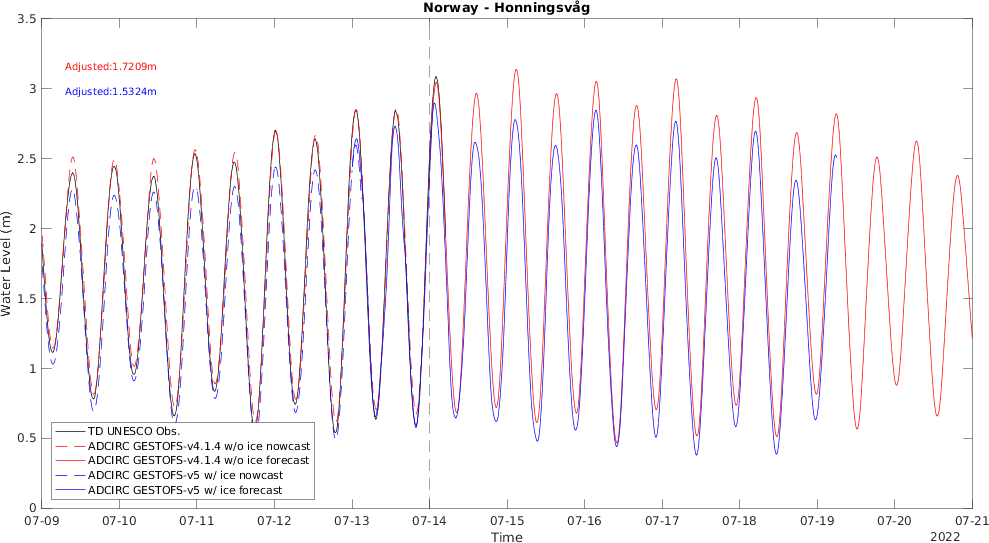 Norway - Honningsvåg
3.5
3
2.5
2
1.5
1
0.5
0
Water Level (m)
Adjusted:1.7209m
Adjusted:1.5324m
TD UNESCO Obs.
ADCIRC GESTOFS-v4.1.4 w/o ice nowcast
ADCIRC GESTOFS-v4.1.4 w/o ice forecast
ADCIRC GESTOFS-v5 w/ ice nowcast
ADCIRC GESTOFS-v5 w/ ice forecast
07-09 07-10 07-11 07-12 07-13 07-14 07-15 07-16 07-17 07-18 07-19 07-20 07-21
Time
2022